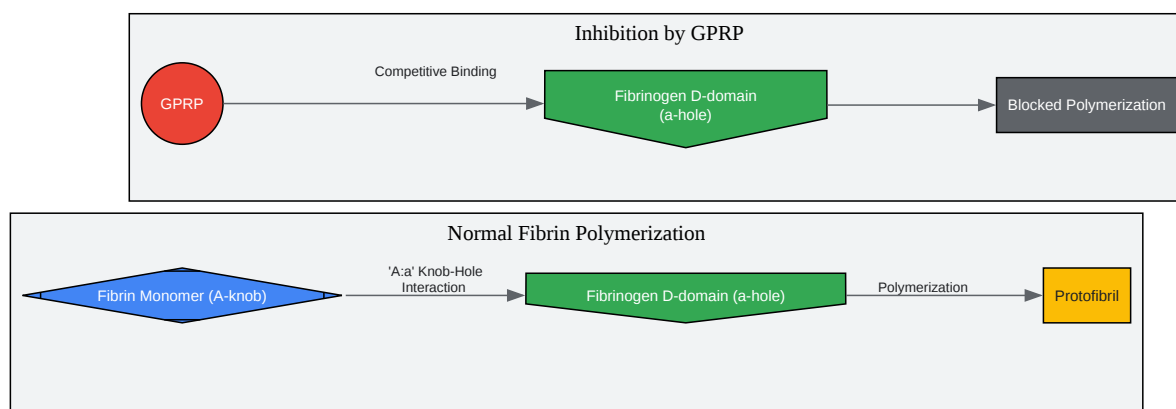 Inhibition by GPRP
GPRP
Competitive Binding
Fibrinogen D-domain
(a-hole)
Blocked Polymerization
Normal Fibrin Polymerization
Fibrin Monomer (A-knob)
'A:a' Knob-Hole
Interaction
Fibrinogen D-domain (a-hole)
Polymerization
Protofibril